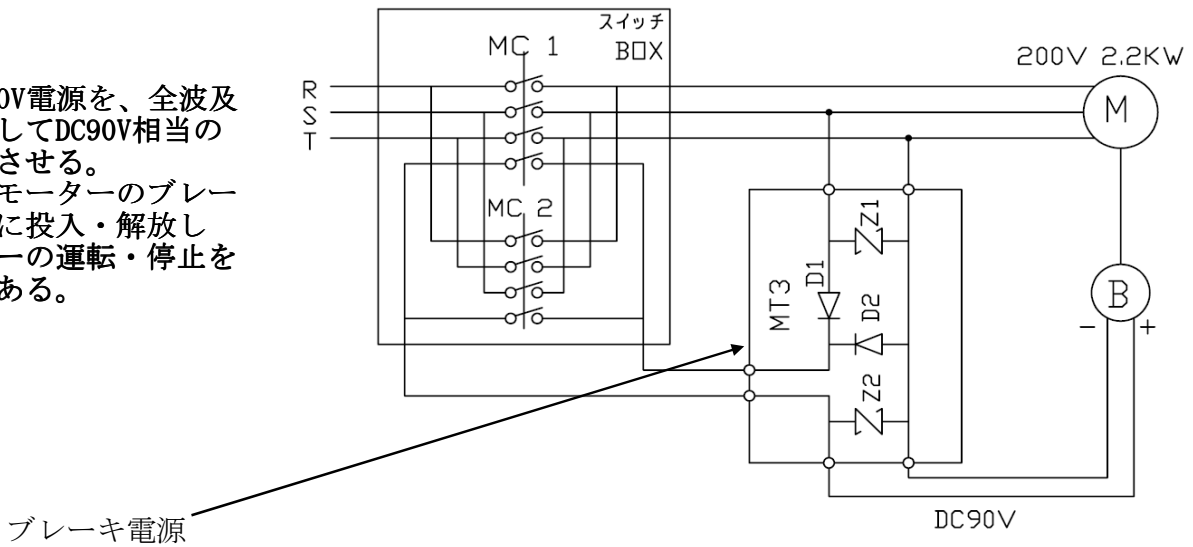 0V電源を、全波及
してDC90V相当の
させる。
モーターのブレー
に投入・解放し
ーの運転・停止を
ある。
スイッチ
BOX
MC 1
200V 2.2KW
R
S
T
M
MC 2
Z1
D1
MT3
D2
B
- +
Z2
DC90V
ブレーキ電源